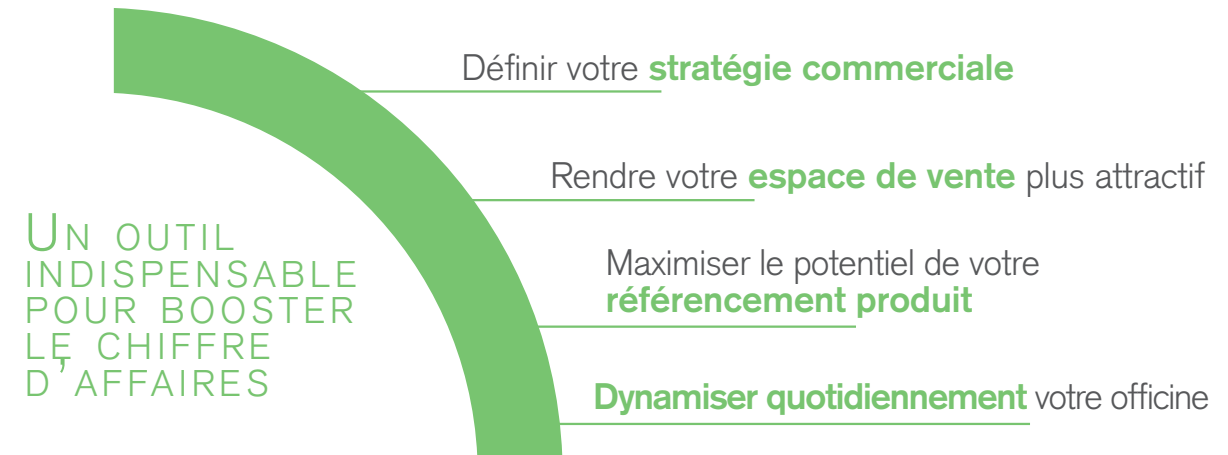 Définir votre stratégie commerciale
Rendre votre espace de vente plus attractif
UN OUTIL
INDISPENSABLE
POUR BOOSTER
LE CHIFFRE
D'AFFAIRES
Maximiser le potentiel de votre
référencement produit
Dynamiser quotidiennement votre officine